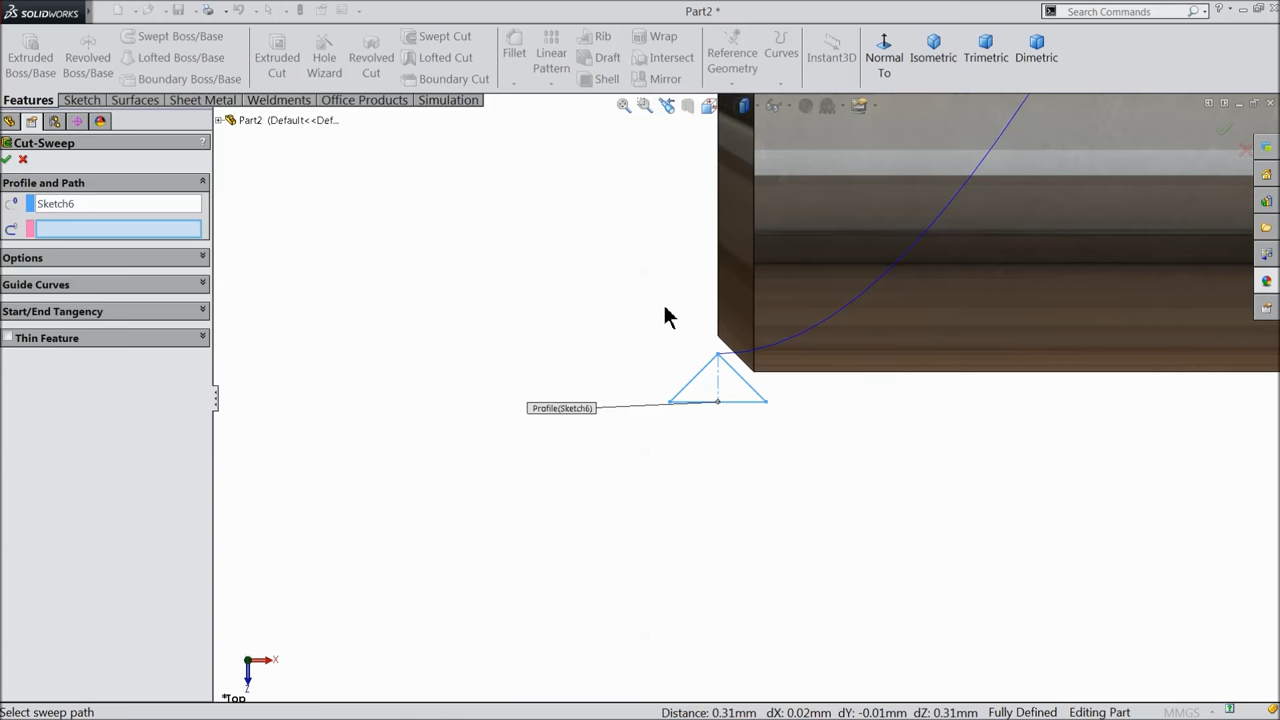 SOLIDWORKS
Part2 *
Search Commands
Extruded Boss/Base
Revolved Boss/Base
Swept Boss/Base
Lofted Boss/Base
Boundary Boss/Base
Extruded Cut
Hole Wizard
Revolved Cut
Swept Cut
Lofted Cut
Boundary Cut
Fillet
Linear Pattern
Rib
Draft
Shell
Wrap
Intersect
Mirror
Reference Geometry
Curves
Instant3D
Normal To
Isometric
Trimetric
Dimetric
Features
Sketch
Surfaces
Sheet Metal
Weldments
Office Products
Simulation
Part2 (Default<<Def...
Cut-Sweep
?
Profile and Path
Sketch6
Options
Guide Curves
Start/End Tangency
Thin Feature
Profile(Sketch6)
X
Z
*Top
Select sweep path
Distance: 0.31mm dX: 0.02mm dY: -0.01mm dZ: 0.31mm Fully Defined Editing Part MMGS